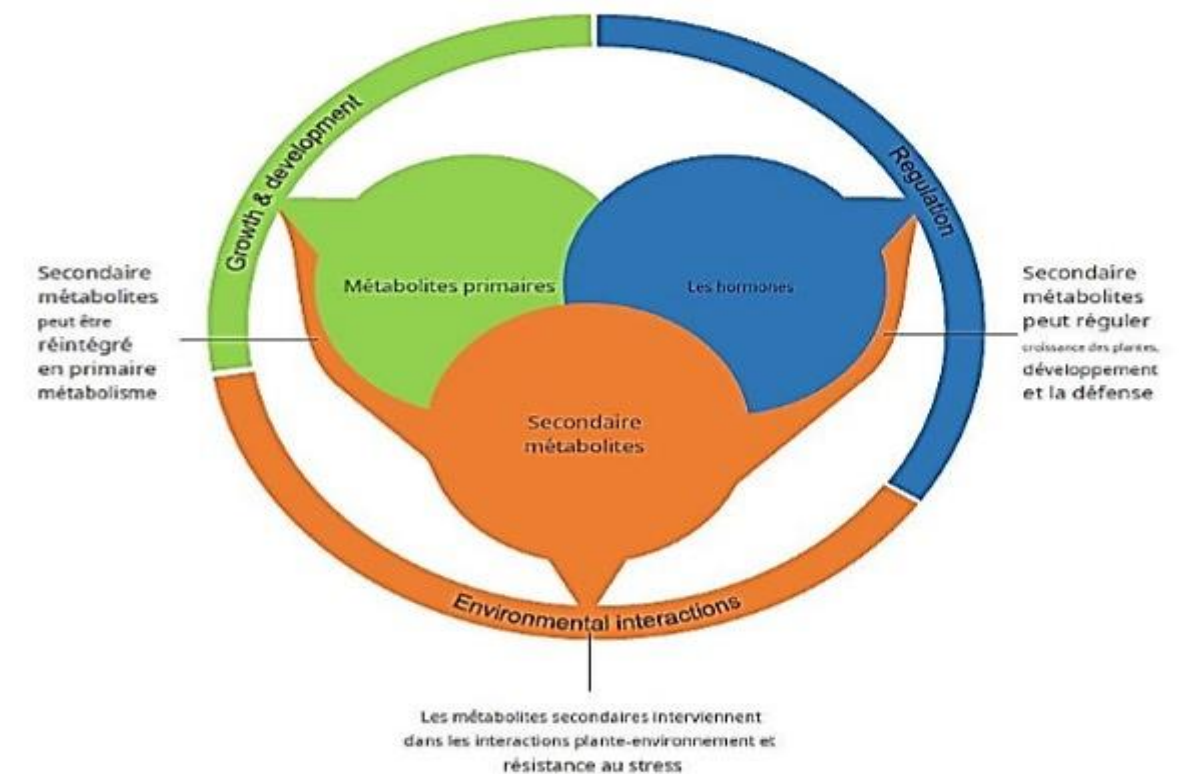 Growth & development
Regulation
Métabolites primaires
Les hormones
Secondaire
métabolites
peut être
réintégré
en primaire
métabolisme
Secondaire
métabolites
peut réguler
croissance des plantes,
développement
et la défense
Secondaire
métabolites
Environmental interactions
Les métabolites secondaires interviennent
dans les interactions plante-environnement et
résistance au stress